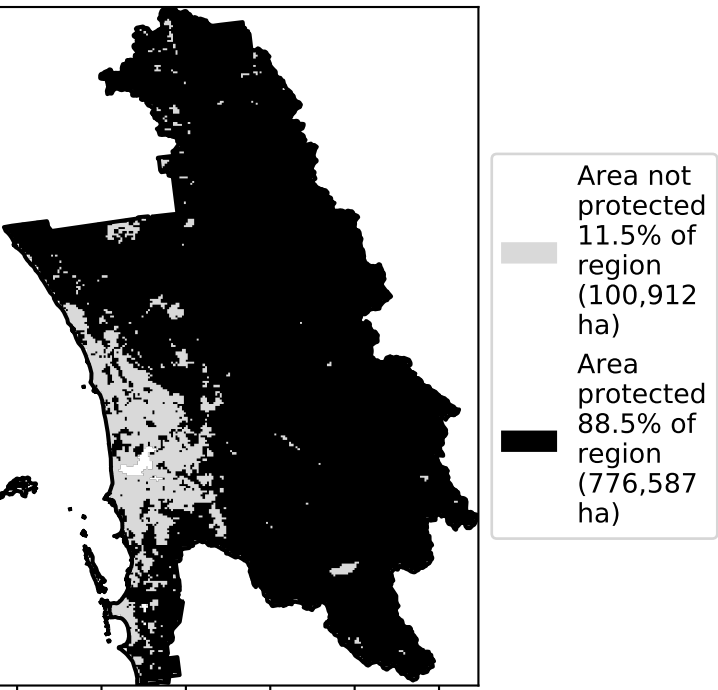 Area not
protected
11.5% of
region
(100,912
ha)
Area
protected
88.5% of
region
(776,587
ha)